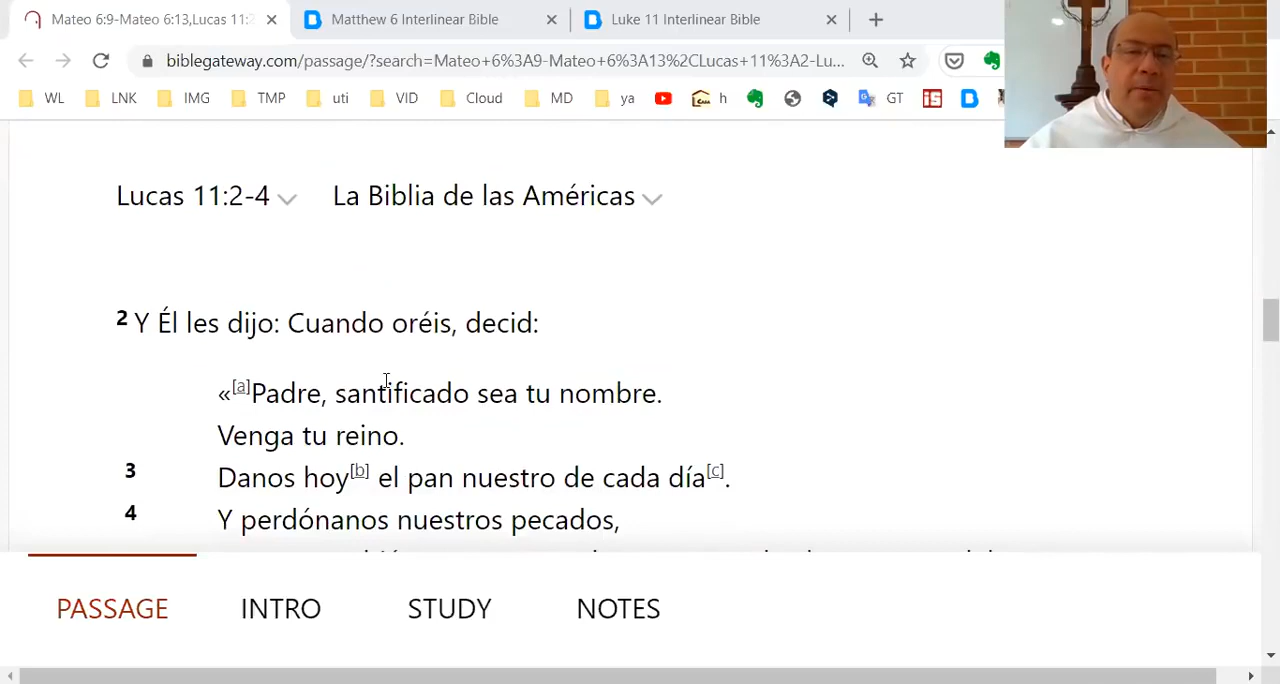 Mateo 6:9-Mateo 6:13,Lucas 11:2
Matthew 6 Interlinear Bible
Luke 11 Interlinear Bible
biblegateway.com/passage/?search=Mateo+6%3A9-Mateo+6%3A13%2CLucas+11%3A2-Lu...
WL LNK IMG TMP uti VID Cloud MD ya h GT
Lucas 11:2-4 La Biblia de las Américas
2 Y Él les dijo: Cuando oréis, decid:
«[a]Padre, santificado sea tu nombre.
Venga tu reino.
3 Danos hoy[b] el pan nuestro de cada día[c].
4 Y perdónanos nuestros pecados,
PASSAGE INTRO STUDY NOTES